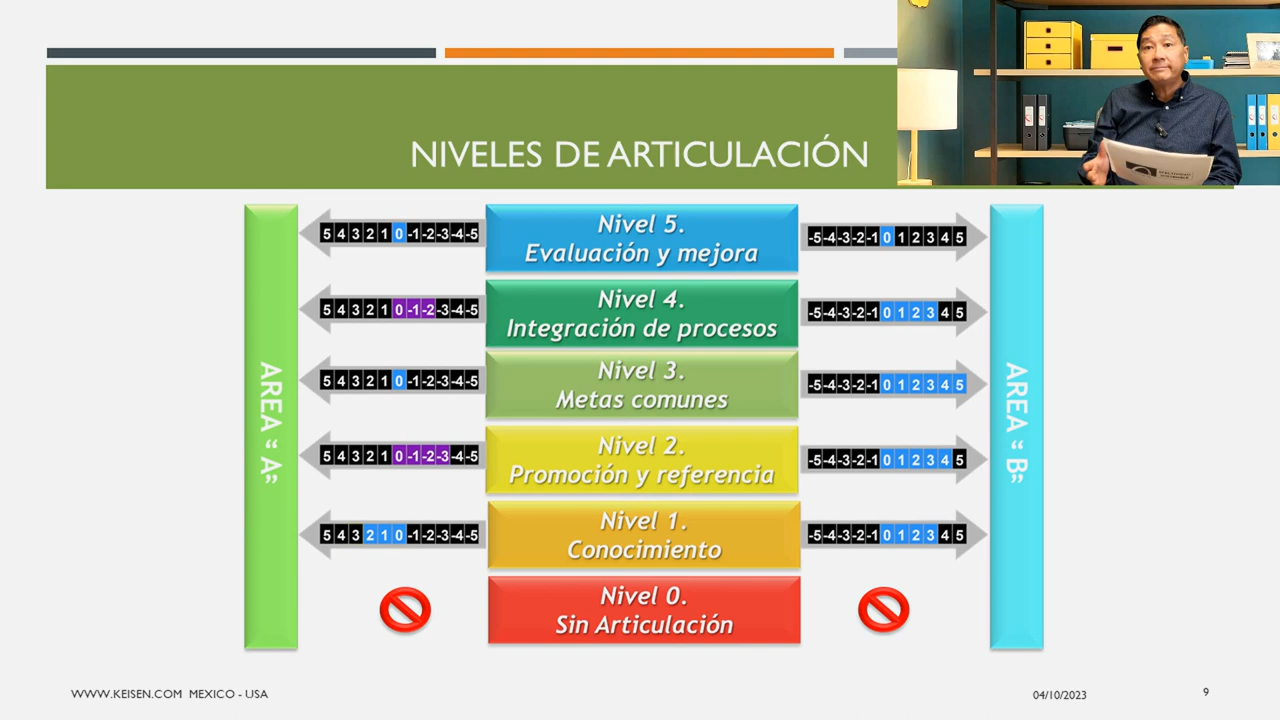 NIVELES DE ARTICULACIÓN
5 4 3 2 1 0 -1 -2 -3 -4 -5
Nivel 5.
Evaluación y mejora
-5 -4 -3 -2 -1 0 1 2 3 4 5
5 4 3 2 1 0 -1 -2 -3 -4 -5
Nivel 4.
Integración de procesos
-5 -4 -3 -2 -1 0 1 2 3 4 5
5 4 3 2 1 0 -1 -2 -3 -4 -5
Nivel 3.
Metas comunes
-5 -4 -3 -2 -1 0 1 2 3 4 5
5 4 3 2 1 0 -1 -2 -3 -4 -5
Nivel 2.
Promoción y referencia
-5 -4 -3 -2 -1 0 1 2 3 4 5
5 4 3 2 1 0 -1 -2 -3 -4 -5
Nivel 1.
Conocimiento
-5 -4 -3 -2 -1 0 1 2 3 4 5
Nivel 0.
Sin Articulación
AREA “ A”
AREA “ B”
WWW.KEISEN.COM MEXICO - USA
04/10/2023
9